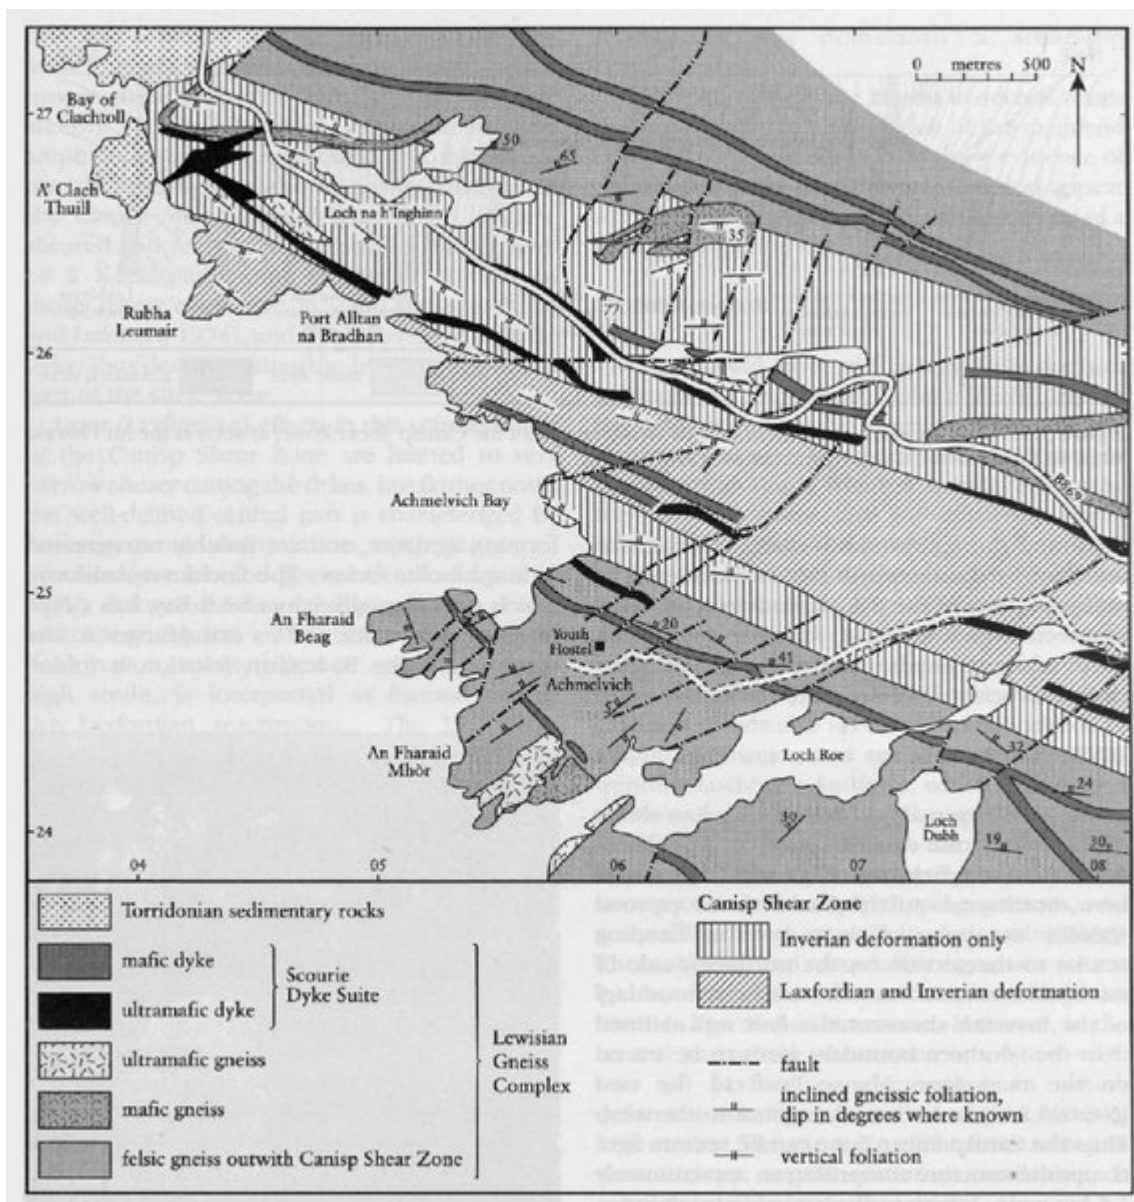 0 metres 500
N
27
Bay of
Clachtoll
50
65
A' Clach
Thuill
Loch na h'Inghinn
35
Rubha
Leumair
Port Alltan
na Bradhan
77
26
Achmelvich Bay
B869
25
An Fharaid
Beag
20
Youth
Hostel
41
Achmelvich
52
An Fharaid
Mhòr
Loch Roe
32
24
24
30
Loch
Dubh
19
30
04
05
06
07
08
Torridonian sedimentary rocks
mafic dyke
ultramafic dyke
Scourie
Dyke Suite
ultramafic gneiss
mafic gneiss
felsic gneiss outwith Canisp Shear Zone
Lewisian
Gneiss
Complex
Canisp Shear Zone
Inverian deformation only
Laxfordian and Inverian deformation
fault
inclined gneissic foliation,
dip in degrees where known
vertical foliation